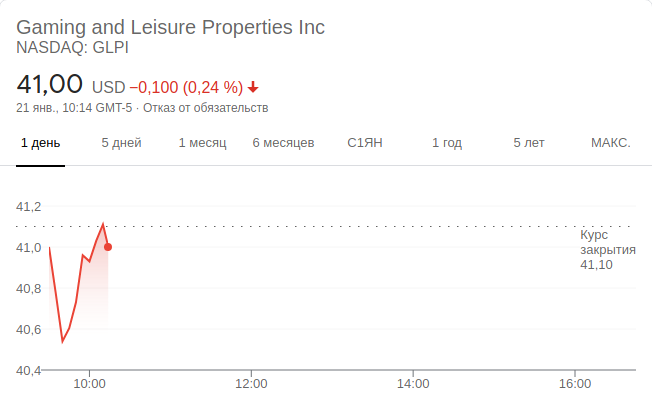 Gaming and Leisure Properties Inc
NASDAQ: GLPI
41,00 USD −0,100 (0,24 %)
21 янв., 10:14 GMT-5 · Отказ от обязательств
1 день 5 дней 1 месяц 6 месяцев С1ЯН 1 год 5 лет МАКС.
41,2
Курс
41,0
закрытия
41,10
40,8
40,6
40,4
10:00 12:00 14:00 16:00